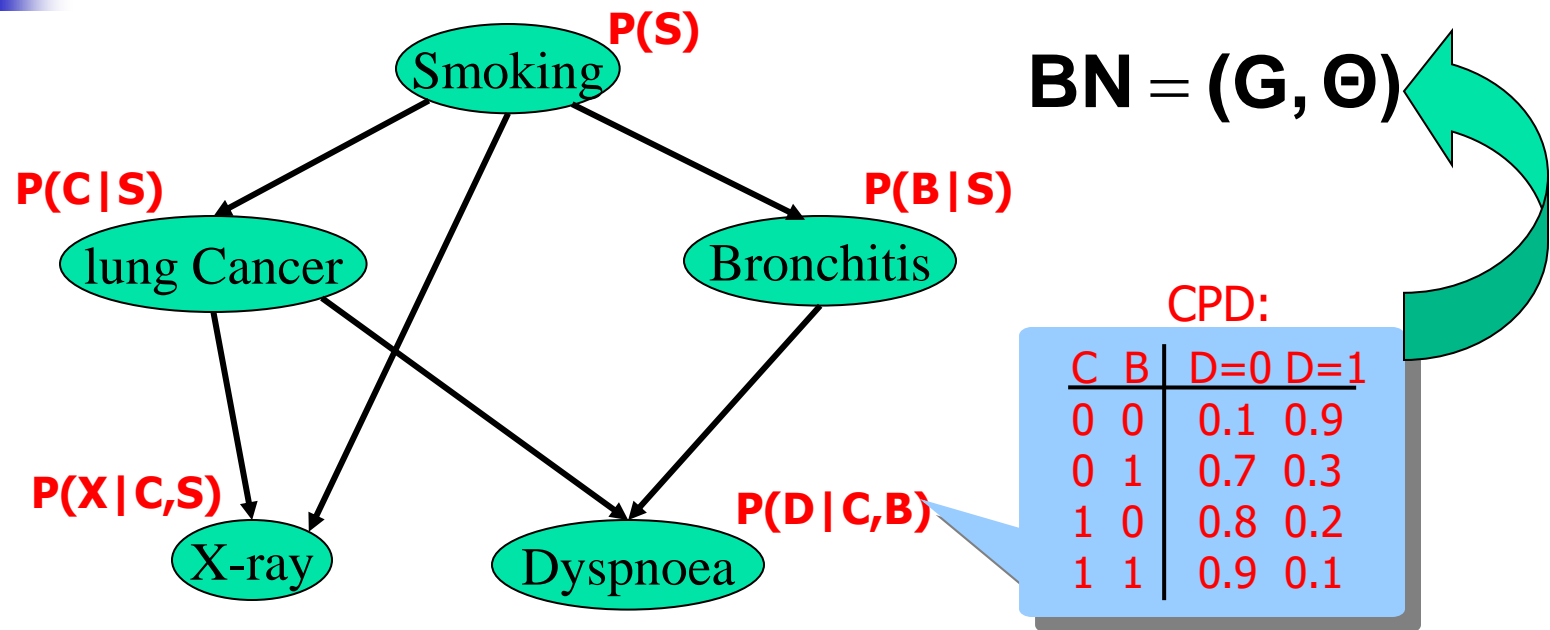 P(S)
Smoking
BN = (G, Θ)
P(C|S)
P(B|S)
lung Cancer
Bronchitis
CPD:
C B D=0 D=1
0 0 0.1 0.9
0 1 0.7 0.3
1 0 0.8 0.2
1 1 0.9 0.1
P(X|C,S)
P(D|C,B)
X-ray
Dyspnoea